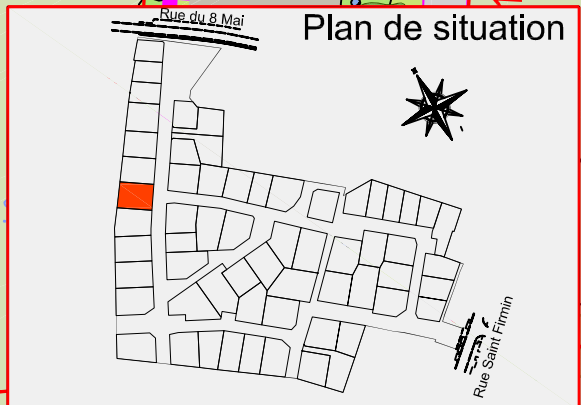 Plan de situation
Rue du 8 Mai
Rue Saint Firmin